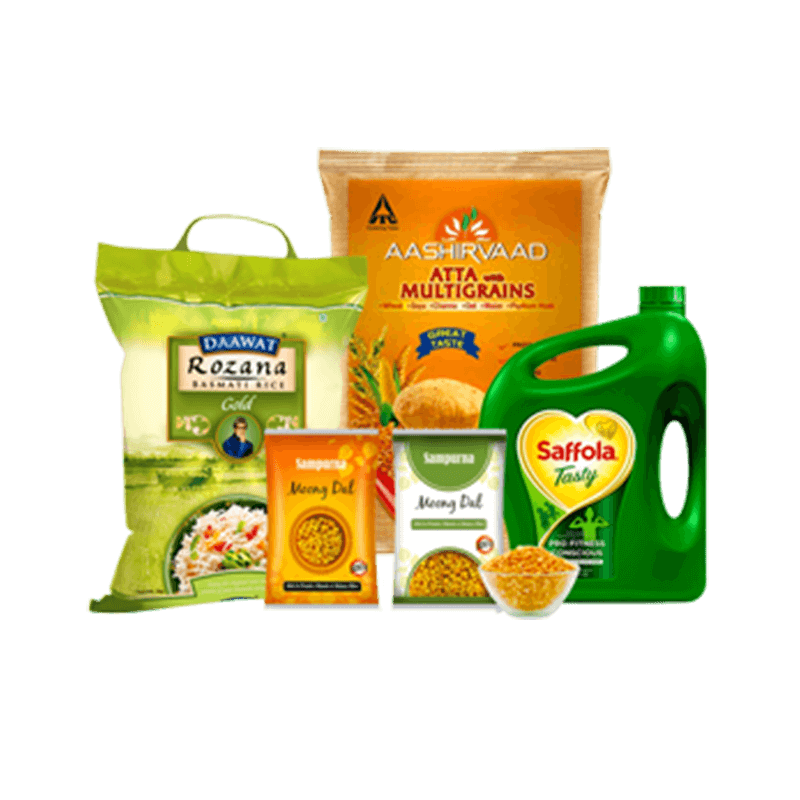 DAAWAT
Rozana
BASMATI RICE
Gold
ITC
AASHIRVAAD
ATTA with
MULTIGRAINS
GREAT
TASTE
Sampurna
Moong Dal
Sampurna
Moong Dal
Saffola
Tasty
PRO FITNESS
CONSCIOUS